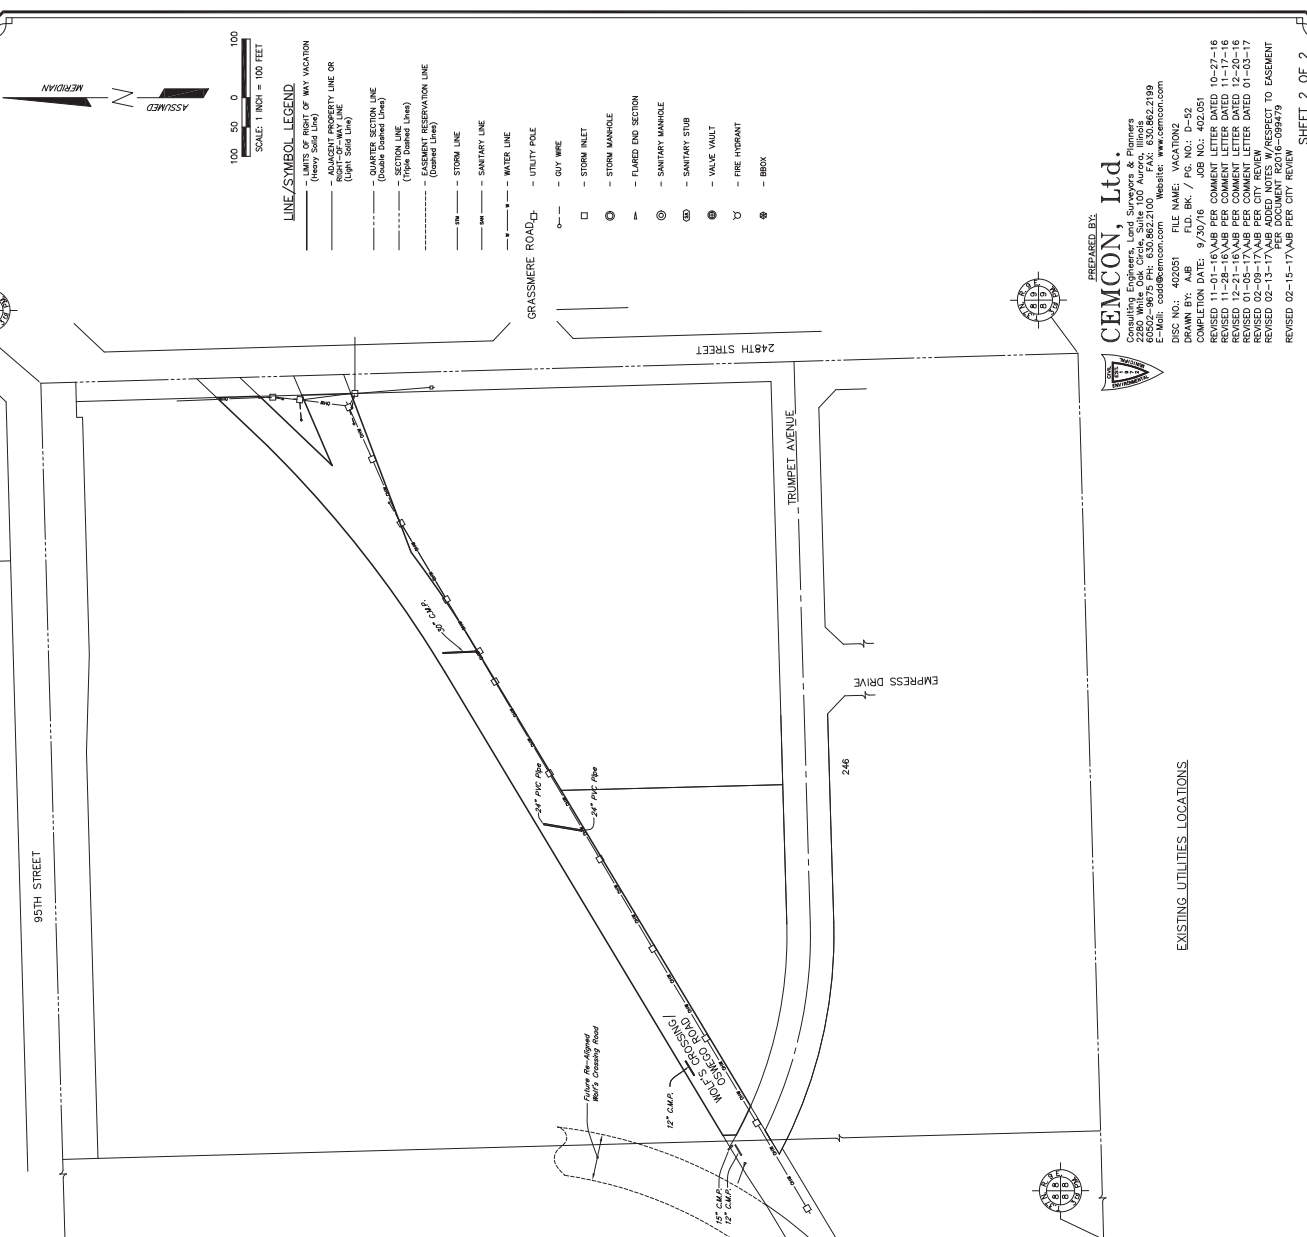 MERIDIAN
N
ASSUMED
100 50 0 100
SCALE: 1 INCH = 100 FEET
LINE/SYMBOL LEGEND
- LIMITS OF RIGHT OF WAY VACATION
(Heavy Solid Line)
- ADJACENT PROPERTY LINE OR
RIGHT-OF-WAY LINE
(Light Solid Line)
- QUARTER SECTION LINE
(Double Dashed Lines)
- SECTION LINE
(Triple Dashed Lines)
- EASEMENT RESERVATION LINE
(Dashed Lines)
- STORM LINE
- SANITARY LINE
- WATER LINE
- UTILITY POLE
- GUY WIRE
- STORM INLET
- STORM MANHOLE
- FLARED END SECTION
- SANITARY MANHOLE
- SANITARY STUB
- VALVE VAULT
- FIRE HYDRANT
- BBOX
GRASSMERE ROAD
248TH STREET
TRUMPET AVENUE
EMPRESS DRIVE
246
95TH STREET
30" C.M.P.
24" PVC Pipe
24" PVC Pipe
WOLF'S CROSSING/
OSWEGO ROAD
12" C.M.P.
Future Re-Aligned
Wolf's Crossing Road
15" C.M.P.
12" C.M.P.
EXISTING UTILITIES LOCATIONS
PREPARED BY:
CEMCON, Ltd.
Consulting Engineers, Land Surveyors & Planners
2280 White Oak Circle, Suite 100 Aurora, Illinois
60502-9675 PH: 630.862.2100 FAX: 630.862.2199
E-Mail: cadd@cemcon.com Website: www.cemcon.com
DISC NO.: 402051 FILE NAME: VACATION2
DRAWN BY: AJB FLD. BK. / PG. NO.: D-52
COMPLETION DATE: 9/30/16 JOB NO.: 402.051
REVISED 11-01-16\AJB PER COMMENT LETTER DATED 10-27-16
REVISED 11-28-16\AJB PER COMMENT LETTER DATED 11-17-16
REVISED 12-21-16\AJB PER COMMENT LETTER DATED 12-20-16
REVISED 01-05-17\AJB PER COMMENT LETTER DATED 01-03-17
REVISED 02-09-17\AJB PER CITY REVIEW
REVISED 02-13-17\AJB ADDED NOTES W/RESPECT TO EASEMENT
PER DOCUMENT R2016-099479
REVISED 02-15-17\AJB PER CITY REVIEW
SHEET 2 OF 2